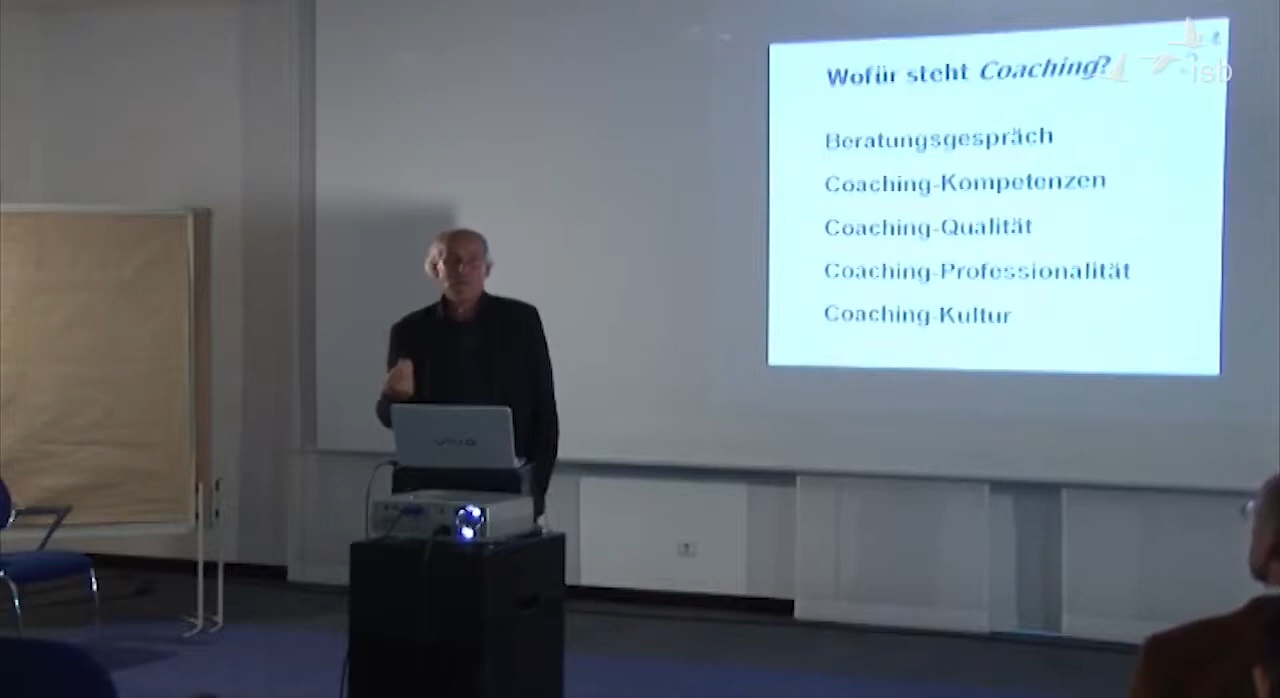 Wofür steht Coaching?
isb
Beratungsgespräch
Coaching-Kompetenzen
Coaching-Qualität
Coaching-Professionalität
Coaching-Kultur
VAIO